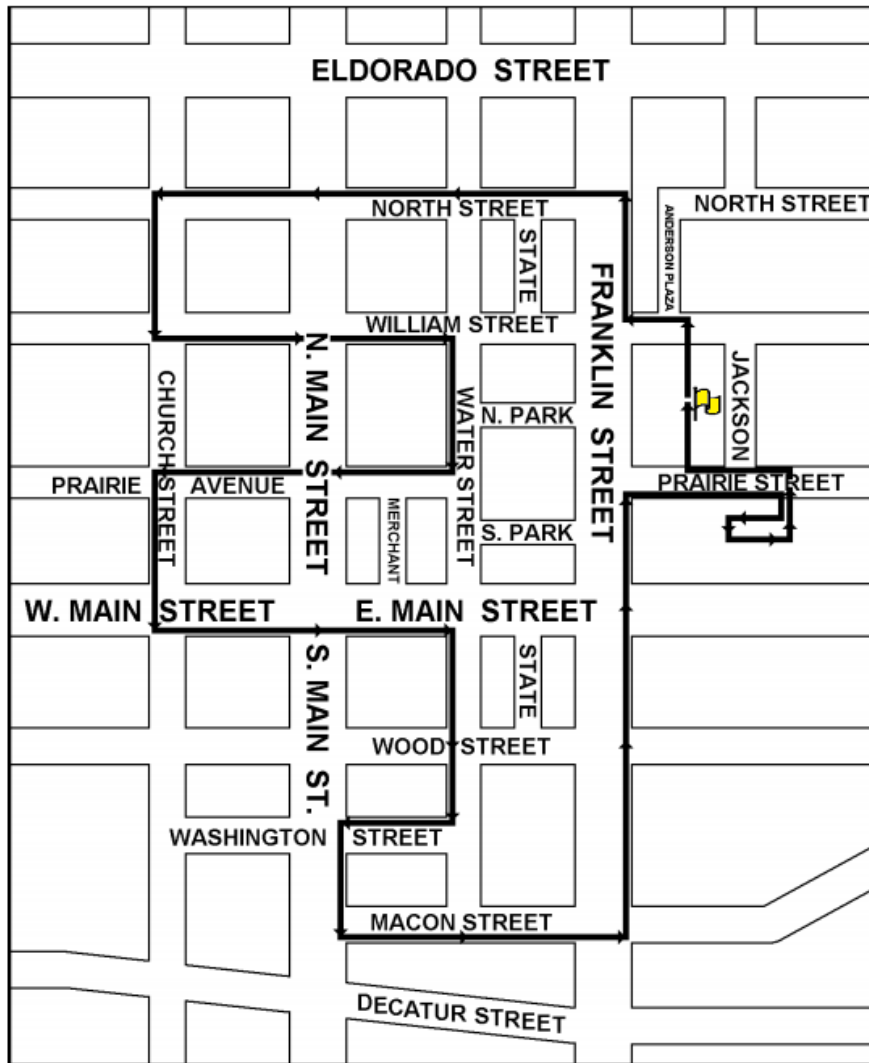 ELDORADO STREET
NORTH STREET
NORTH STREET
ANDERSON PLAZA
STATE
FRANKLIN STREET
WILLIAM STREET
N. MAIN STREET
JACKSON
CHURCH STREET
WATER STREET
N. PARK
PRAIRIE AVENUE
PRAIRIE STREET
MERCHANT
S. PARK
W. MAIN STREET
E. MAIN STREET
S. MAIN ST.
STATE
WOOD STREET
WASHINGTON STREET
MACON STREET
DECATUR STREET